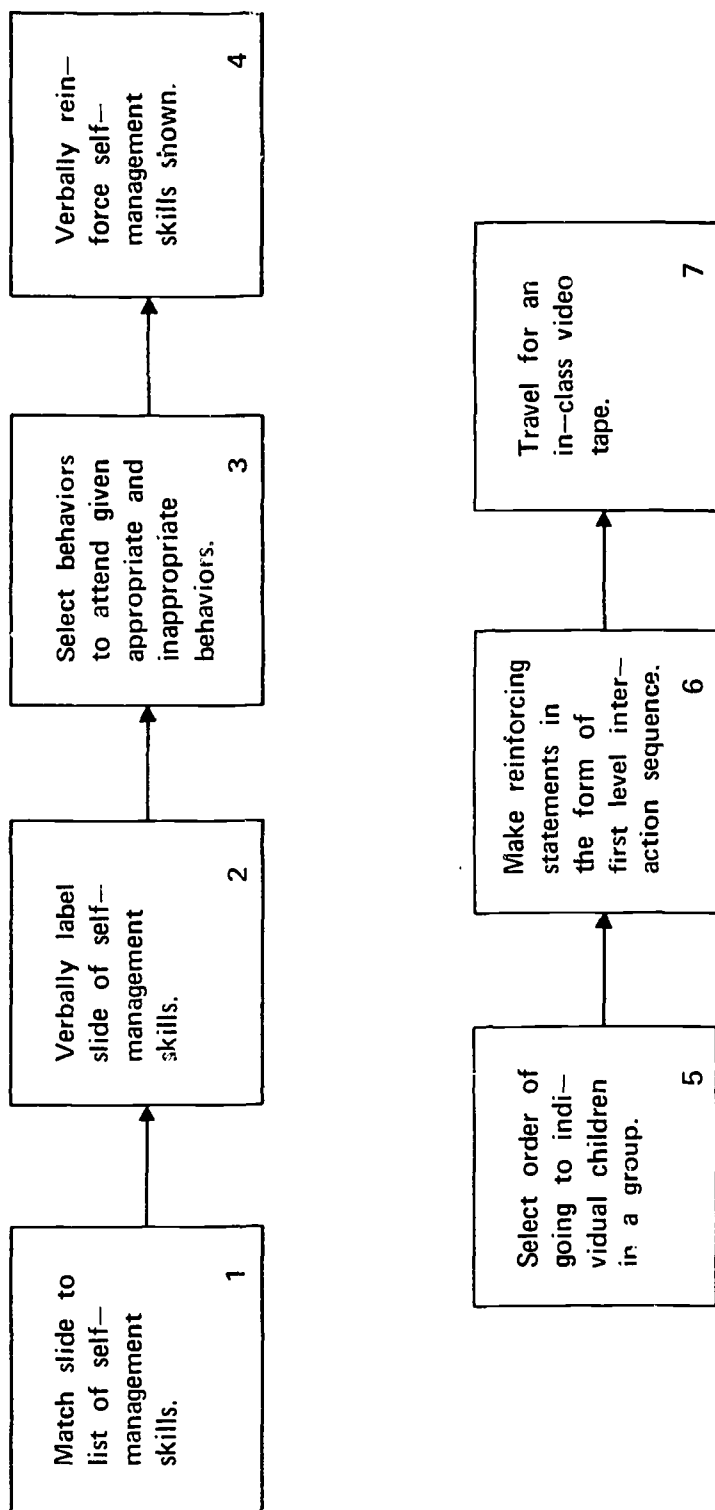 Match slide to
list of self—
management
skills.
1
Verbally label
slide of self—
management
skills.
2
Select behaviors
to attend given
appropriate and
inappropriate
behaviors.
3
Verbally rein—
force self—
management
skills shown.
4
Select order of
going to indi—
vidual children
in a group.
5
Make reinforcing
statements in
the form of
first level inter—
action sequence.
6
Travel for an
in—class video
tape.
7